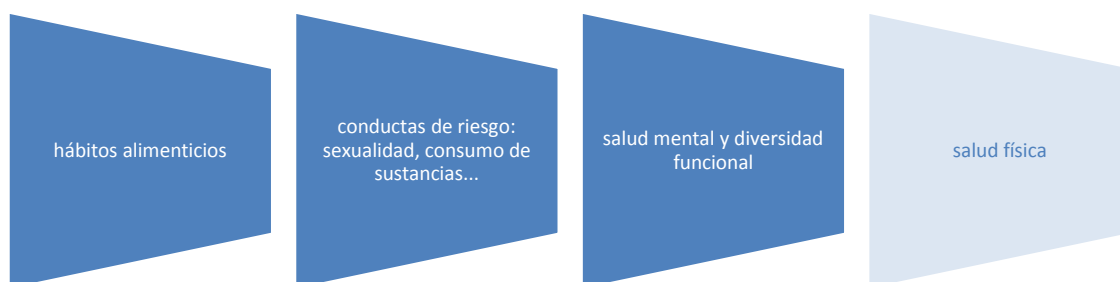 hábitos alimenticios
conductas de riesgo:
sexualidad, consumo de
sustancias...
salud mental y diversidad
funcional
salud física